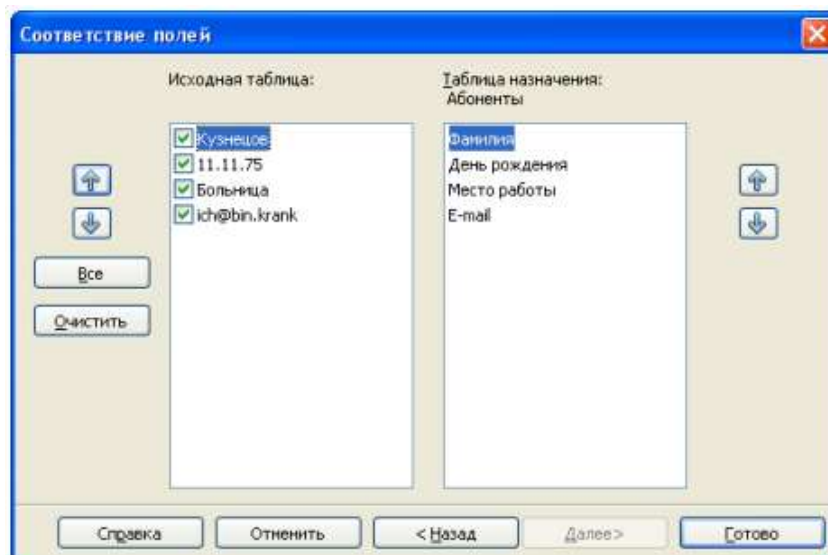 Соответствие полей
Исходная таблица:
Таблица назначения:
Абоненты
Кузнецов
11.11.75
Больница
ich@bin.krank
Фамилия
День рождения
Место работы
E-mail
Все
Очистить
Справка
Отменить
< Назад
Далее>
Готово